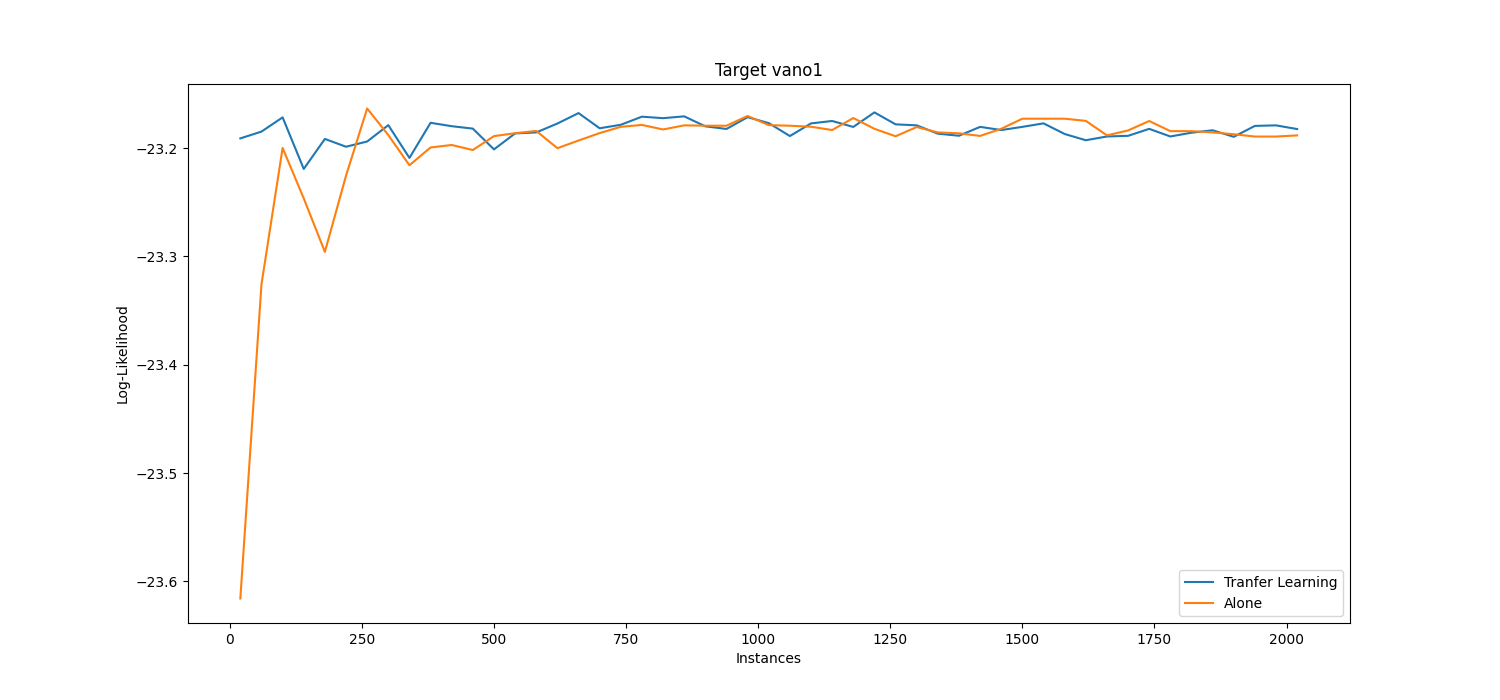 Target vano1
Log-Likelihood
−23.2
−23.3
−23.4
−23.5
−23.6
0 250 500 750 1000 1250 1500 1750 2000
Instances
Tranfer Learning
Alone